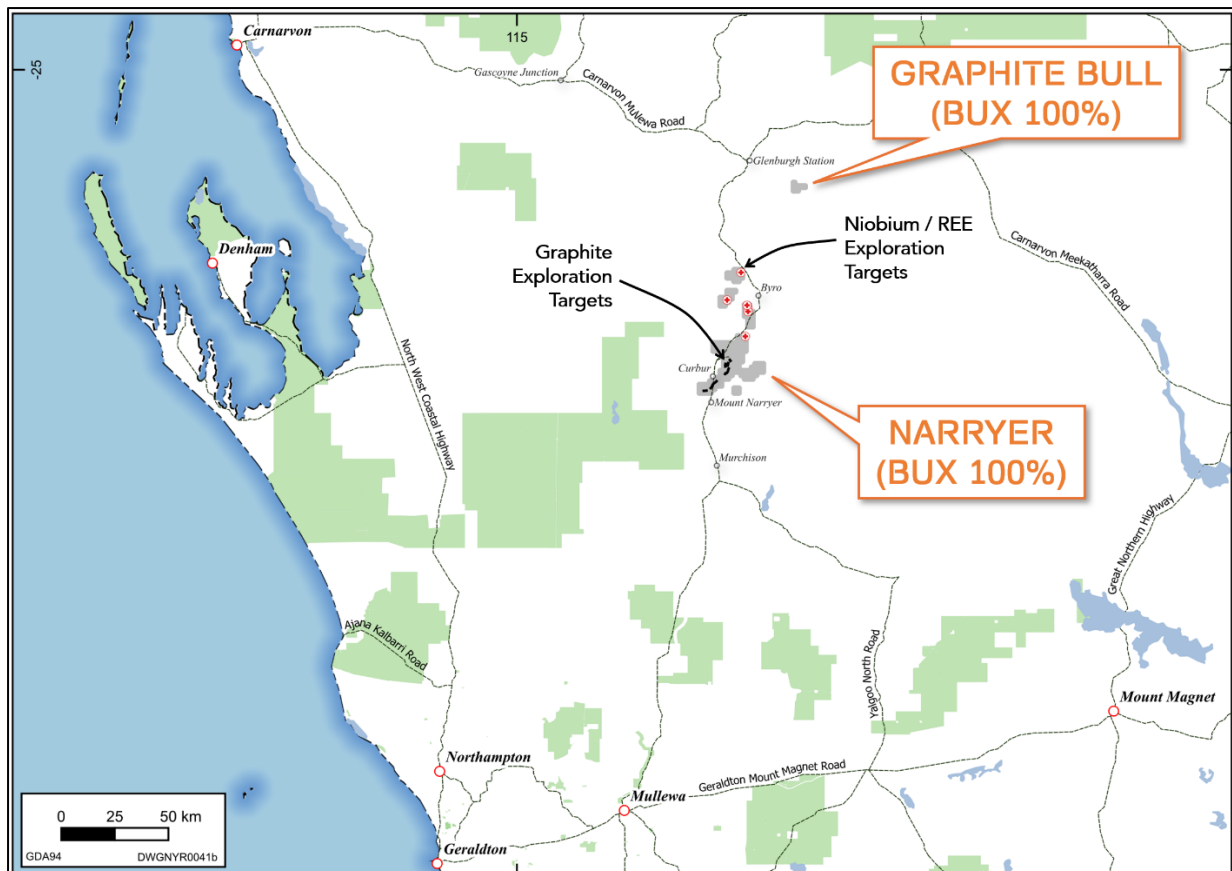 Carnarvon
115
-25
-25
Gascoyne Junction
Carnarvon Mullewa Road
GRAPHITE BULL
(BUX 100%)
Glenburgh Station
Niobium / REE
Exploration
Targets
Graphite
Exploration
Targets
Denham
Byro
Carnarvon Meekatharra Road
North West Coastal Highway
Curbur
Mount Narryer
NARRYER
(BUX 100%)
Murchison
Great Northern Highway
Ajana Kalbarri Road
Yalgoo North Road
Mount Magnet
Northampton
Geraldton Mount Magnet Road
Mullewa
0 25 50 km
GDA94 DWGNYR0041b
Geraldton
115